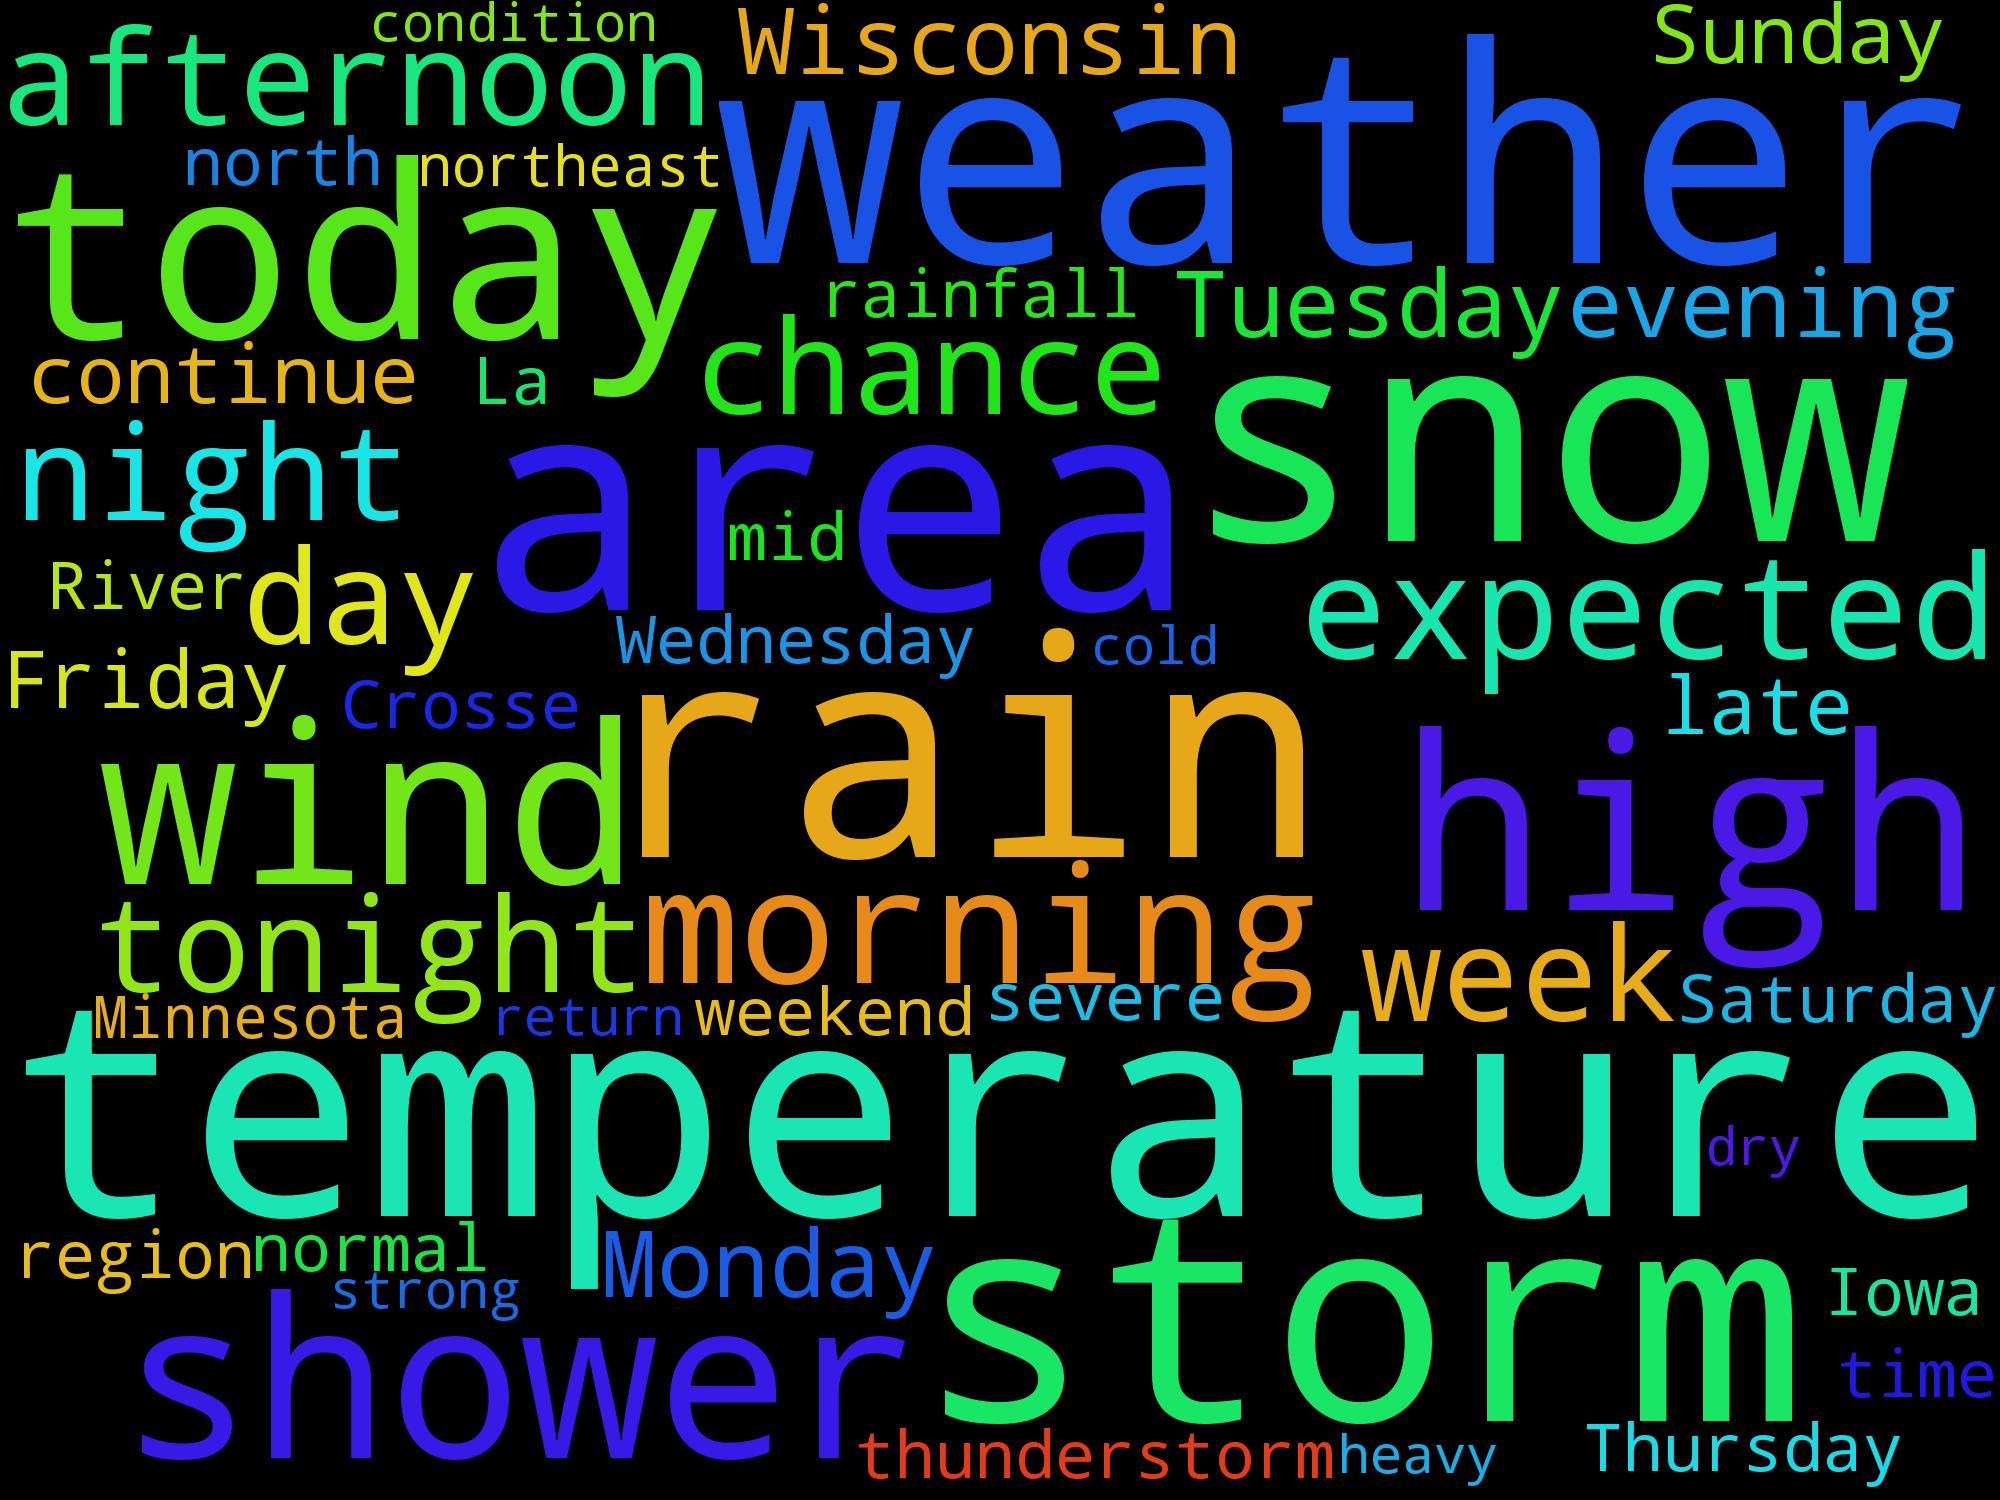 condition
Wisconsin
Sunday
afternoon
weather
north
northeast
today
rainfall
Tuesday
evening
continue
La
chance
snow
night
area
mid
River
day
expected
Wednesday
cold
Friday
Crosse
rain
late
wind
high
tonight
morning
week
Minnesota
return
weekend
severe
Saturday
temperature
dry
region
normal
Monday
storm
strong
Iowa
shower
time
thunderstorm
heavy
Thursday